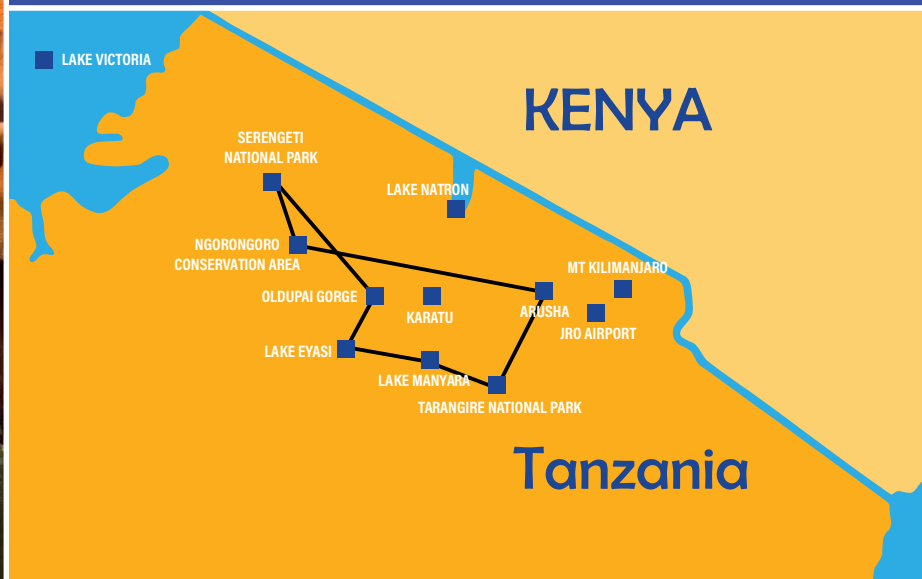 LAKE VICTORIA
KENYA
SERENGETI
NATIONAL PARK
LAKE NATRON
NGORONGORO
CONSERVATION AREA
MT KILIMANJARO
OLDUPAI GORGE
KARATU
ARUSHA
JRO AIRPORT
LAKE EYASI
LAKE MANYARA
TARANGIRE NATIONAL PARK
Tanzania